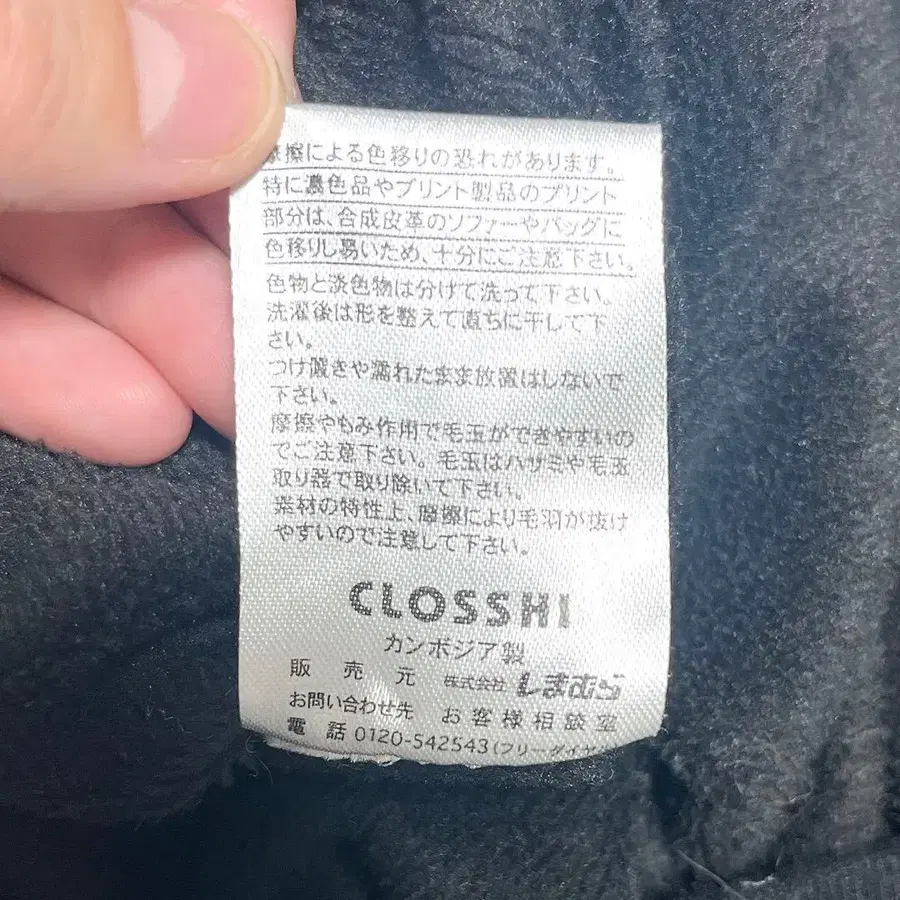 摩擦による色移りの恐れがあります。
特に濃色品やプリント製品のプリント
部分は、合成皮革のソファーやバッグに
色移りし易いため、十分にご注意下さい。
色物と淡色物は分けて洗って下さい。
洗濯後は形を整えて直ちに干して下
さい。
つけ置きや濡れたまま放置はしないで
下さい。
摩擦やもみ作用で毛玉ができやすいの
でご注意下さい。毛玉はハサミや毛玉
取り器で取り除いて下さい。
素材の特性上、摩擦により毛羽が抜け
やすいので注意して下さい。
CLOSSHI
カンボジア製
販売元 株式会社 しまむら
お問い合わせ先 お客様相談室
電話 0120-542543(フリーダイヤ